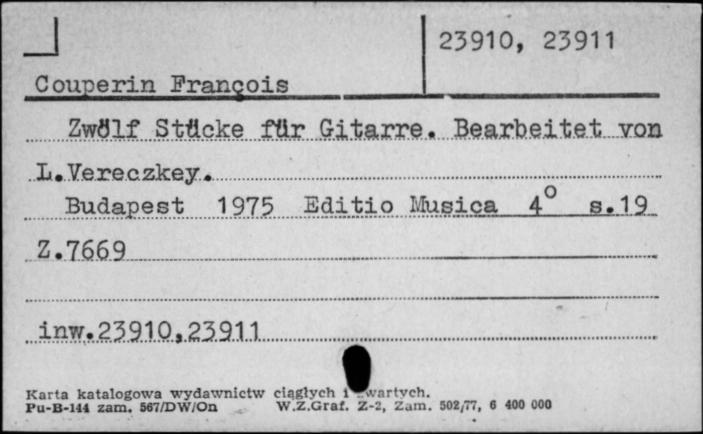 23910, 23911
Couperin François
Zwölf Stücke für Gitarre. Bearbeitet von
L.Vereczkey.
Budapest 1975 Editio Musica 4° s.19
Z.7669
inw.23910,23911
Karta katalogowa wydawnictw ciągłych i zwartych.
Pu-B-144 zam. 567/DW/On W.Z.Graf. Z-2, Zam. 502/77, 6 400 000